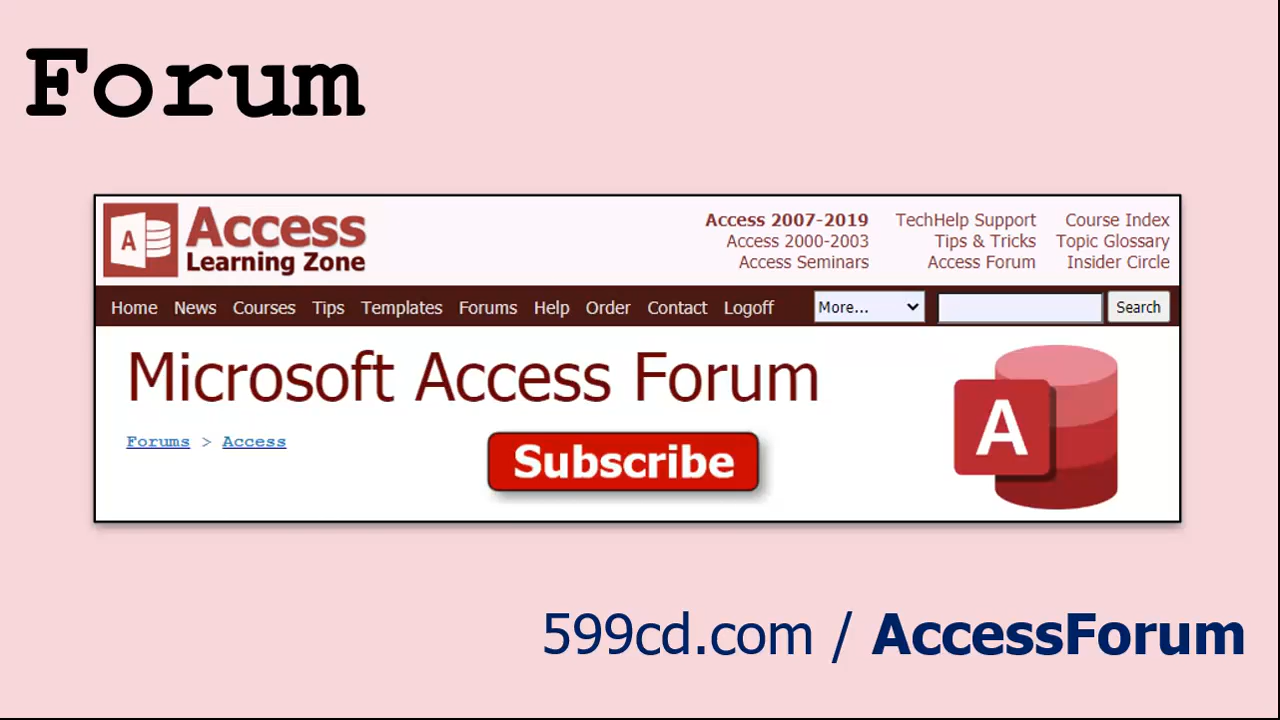 Forum
A Access
Learning Zone
Access 2007-2019 TechHelp Support Course Index
Access 2000-2003 Tips & Tricks Topic Glossary
Access Seminars Access Forum Insider Circle
Home News Courses Tips Templates Forums Help Order Contact Logoff More... Search
Microsoft Access Forum
A
Forums > Access
Subscribe
599cd.com / AccessForum